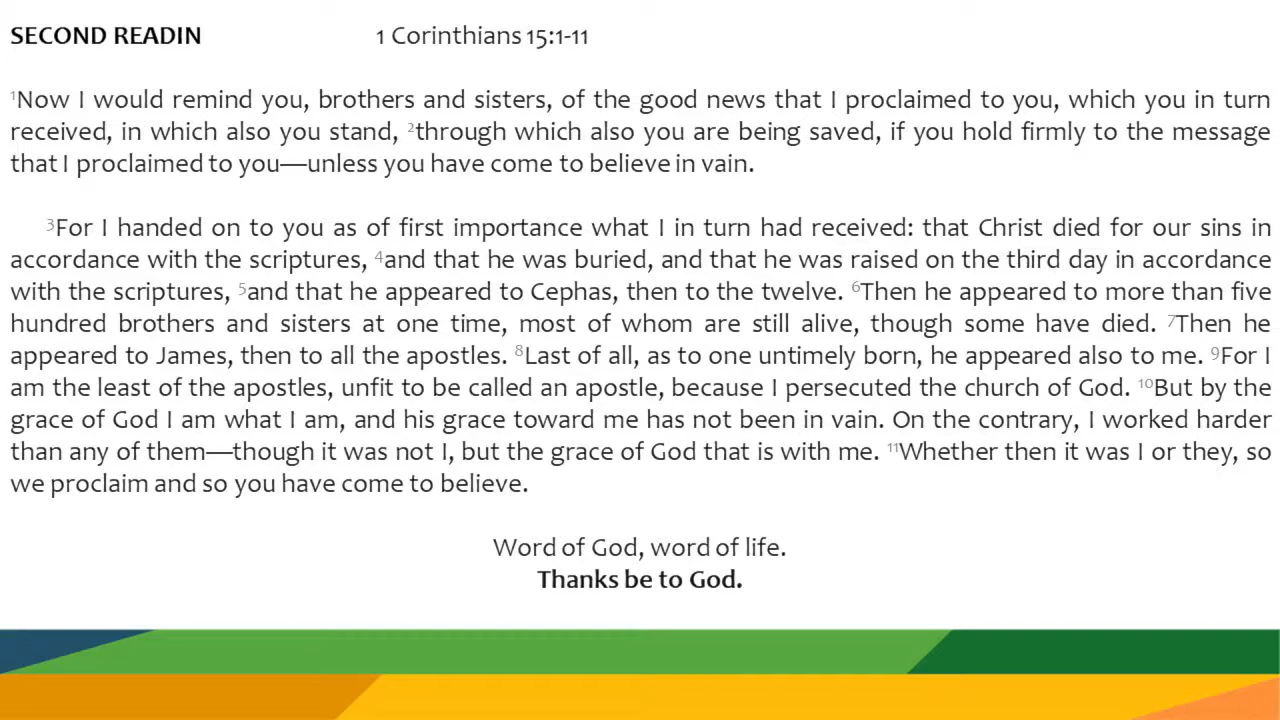 SECOND READIN 1 Corinthians 15:1-11
¹Now I would remind you, brothers and sisters, of the good news that I proclaimed to you, which you in turn
received, in which also you stand, ²through which also you are being saved, if you hold firmly to the message
that I proclaimed to you—unless you have come to believe in vain.
³For I handed on to you as of first importance what I in turn had received: that Christ died for our sins in
accordance with the scriptures, ⁴and that he was buried, and that he was raised on the third day in accordance
with the scriptures, ⁵and that he appeared to Cephas, then to the twelve. ⁶Then he appeared to more than five
hundred brothers and sisters at one time, most of whom are still alive, though some have died. ⁷Then he
appeared to James, then to all the apostles. ⁸Last of all, as to one untimely born, he appeared also to me. ⁹For I
am the least of the apostles, unfit to be called an apostle, because I persecuted the church of God. ¹⁰But by the
grace of God I am what I am, and his grace toward me has not been in vain. On the contrary, I worked harder
than any of them—though it was not I, but the grace of God that is with me. ¹¹Whether then it was I or they, so
we proclaim and so you have come to believe.
Word of God, word of life.
Thanks be to God.